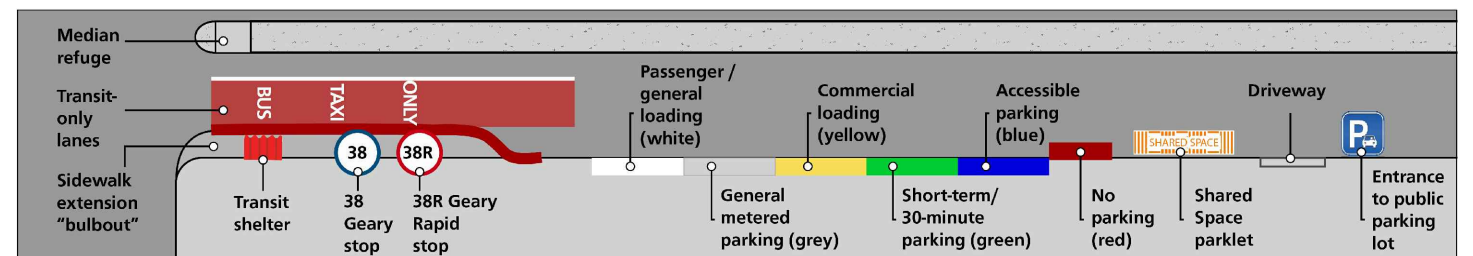 Median
refuge
Transit-
only
lanes
Sidewalk
extension
“bulbout”
BUS
TAXI
ONLY
38
38R
Transit
shelter
38
Geary
stop
38R Geary
Rapid
stop
Passenger /
general
loading
(white)
General
metered
parking (grey)
Commercial
loading
(yellow)
Short-term/
30-minute
parking (green)
Accessible
parking
(blue)
No
parking
(red)
SHARED SPACE
Shared
Space
parklet
Driveway
P
Entrance
to public
parking
lot